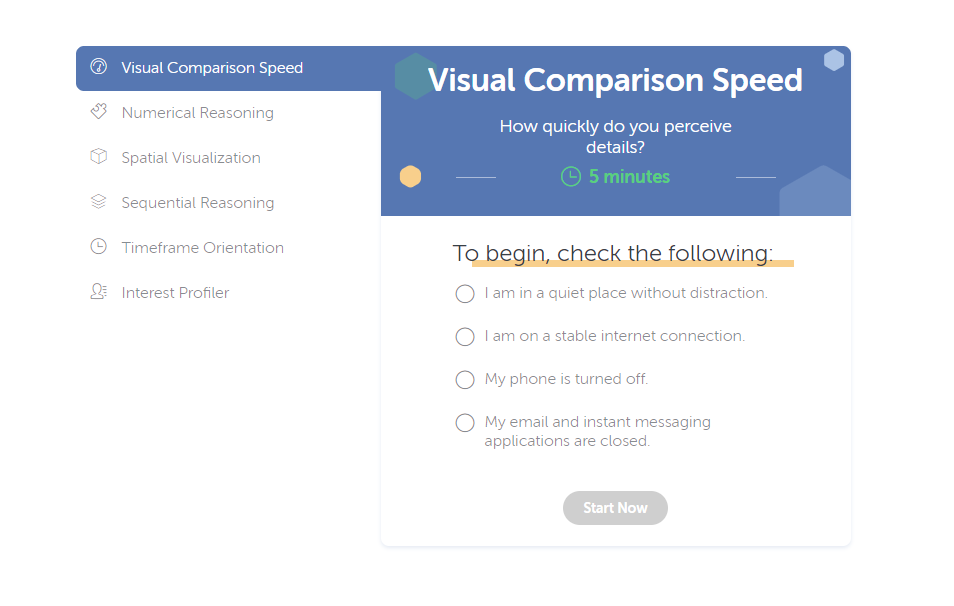 Visual Comparison Speed
Numerical Reasoning
Spatial Visualization
Sequential Reasoning
Timeframe Orientation
Interest Profiler
Visual Comparison Speed
How quickly do you perceive
details?
5 minutes
To begin, check the following:
I am in a quiet place without distraction.
I am on a stable internet connection.
My phone is turned off.
My email and instant messaging
applications are closed.
Start Now